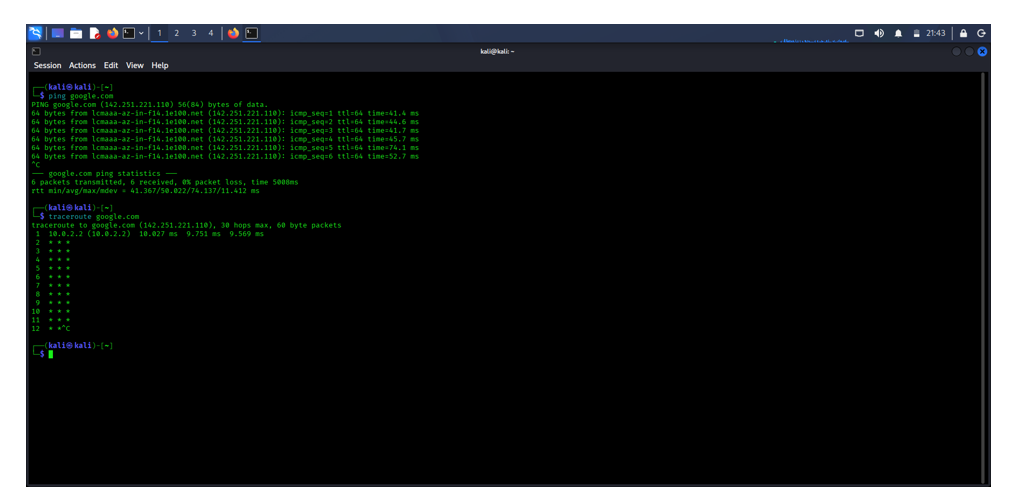 1 2 3 4
21:43
kali@kali: ~
Session Actions Edit View Help
┌──(kali㉿kali)-[~]
└─$ ping google.com
PING google.com (142.251.221.110) 56(84) bytes of data.
64 bytes from lcmaaa-az-in-f14.1e100.net (142.251.221.110): icmp_seq=1 ttl=64 time=41.4 ms
64 bytes from lcmaaa-az-in-f14.1e100.net (142.251.221.110): icmp_seq=2 ttl=64 time=44.6 ms
64 bytes from lcmaaa-az-in-f14.1e100.net (142.251.221.110): icmp_seq=3 ttl=64 time=41.7 ms
64 bytes from lcmaaa-az-in-f14.1e100.net (142.251.221.110): icmp_seq=4 ttl=64 time=45.7 ms
64 bytes from lcmaaa-az-in-f14.1e100.net (142.251.221.110): icmp_seq=5 ttl=64 time=74.1 ms
64 bytes from lcmaaa-az-in-f14.1e100.net (142.251.221.110): icmp_seq=6 ttl=64 time=52.7 ms
^C
--- google.com ping statistics ---
6 packets transmitted, 6 received, 0% packet loss, time 5008ms
rtt min/avg/max/mdev = 41.367/50.022/74.137/11.412 ms
┌──(kali㉿kali)-[~]
└─$ traceroute google.com
traceroute to google.com (142.251.221.110), 30 hops max, 60 byte packets
1 10.0.2.2 (10.0.2.2) 10.027 ms 9.751 ms 9.569 ms
2 * * *
3 * * *
4 * * *
5 * * *
6 * * *
7 * * *
8 * * *
9 * * *
10 * * *
11 * * *
12 * *^C
┌──(kali㉿kali)-[~]
└─$